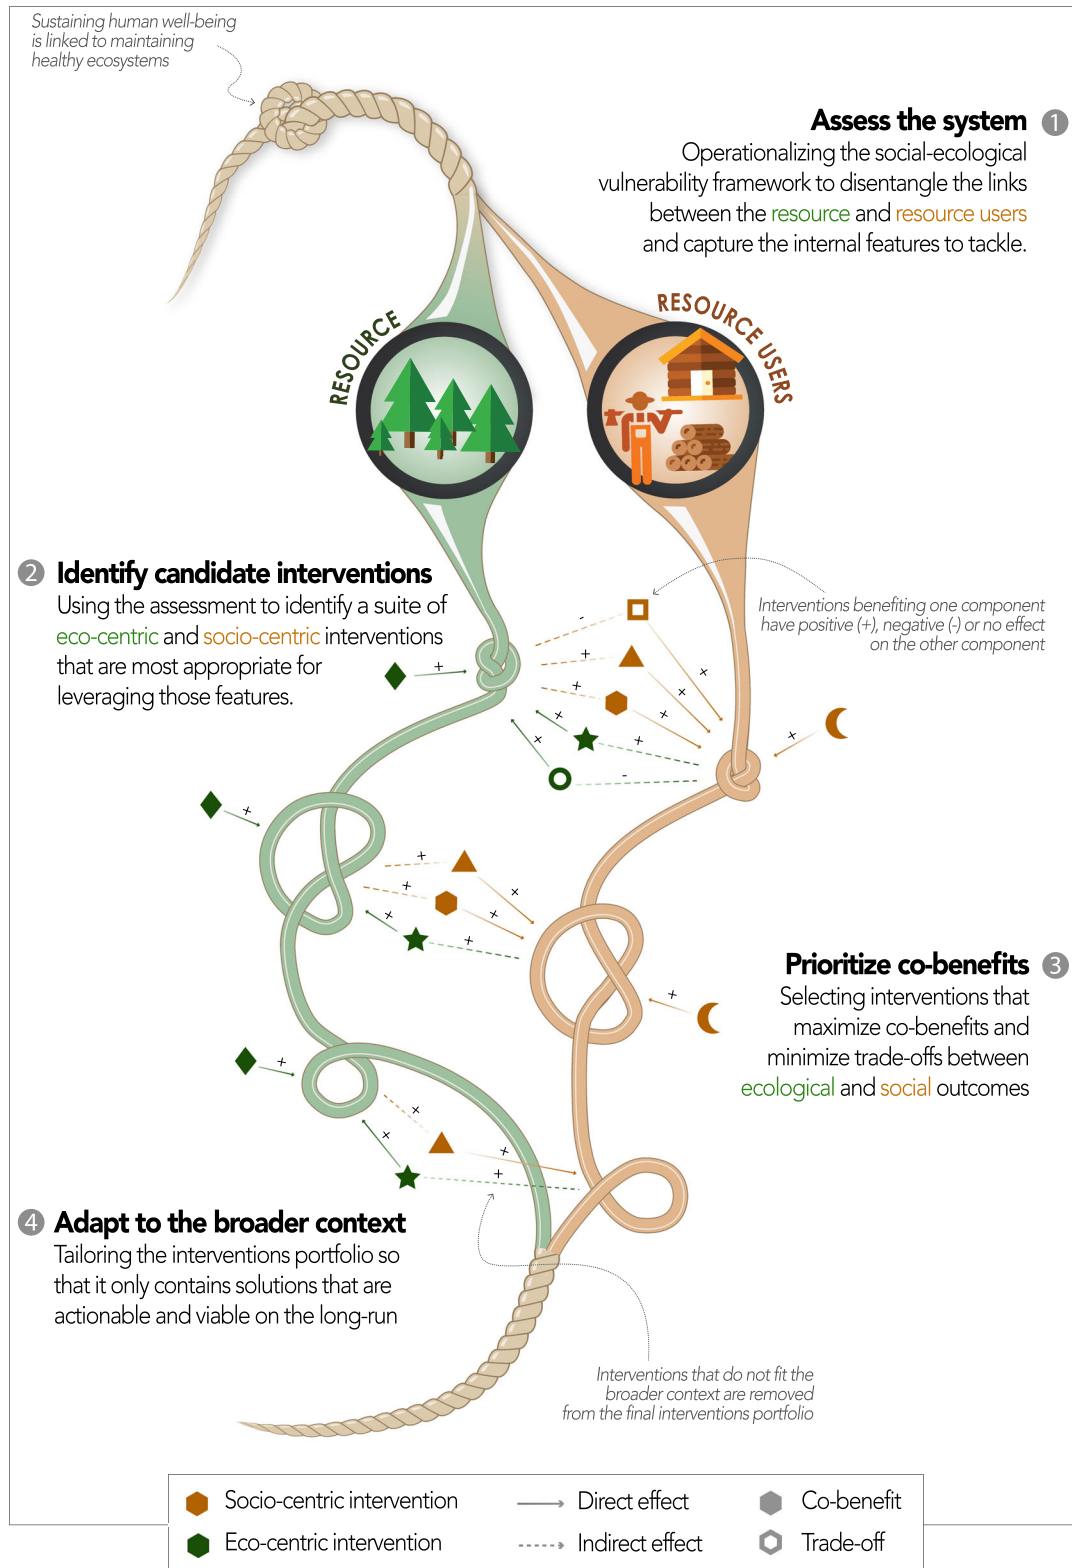 Sustaining human well-being
is linked to maintaining
healthy ecosystems
Assess the system 1
Operationalizing the social-ecological
vulnerability framework to disentangle the links
between the resource and resource users
and capture the internal features to tackle.
RESOURCE
RESOURCE USERS
2 Identify candidate interventions
Using the assessment to identify a suite of
eco-centric and socio-centric interventions
that are most appropriate for
leveraging those features.
Interventions benefiting one component
have positive (+), negative (-) or no effect
on the other component
-
+
+
+
+
+
+
+
+
+
-
+
+
+
+
+
+
+
+
Prioritize co-benefits 3
Selecting interventions that
maximize co-benefits and
minimize trade-offs between
ecological and social outcomes
+
+
+
+
+
+
4 Adapt to the broader context
Tailoring the interventions portfolio so
that it only contains solutions that are
actionable and viable on the long-run
Interventions that do not fit the
broader context are removed
from the final interventions portfolio
Socio-centric intervention
Direct effect
Co-benefit
Eco-centric intervention
Indirect effect
Trade-off